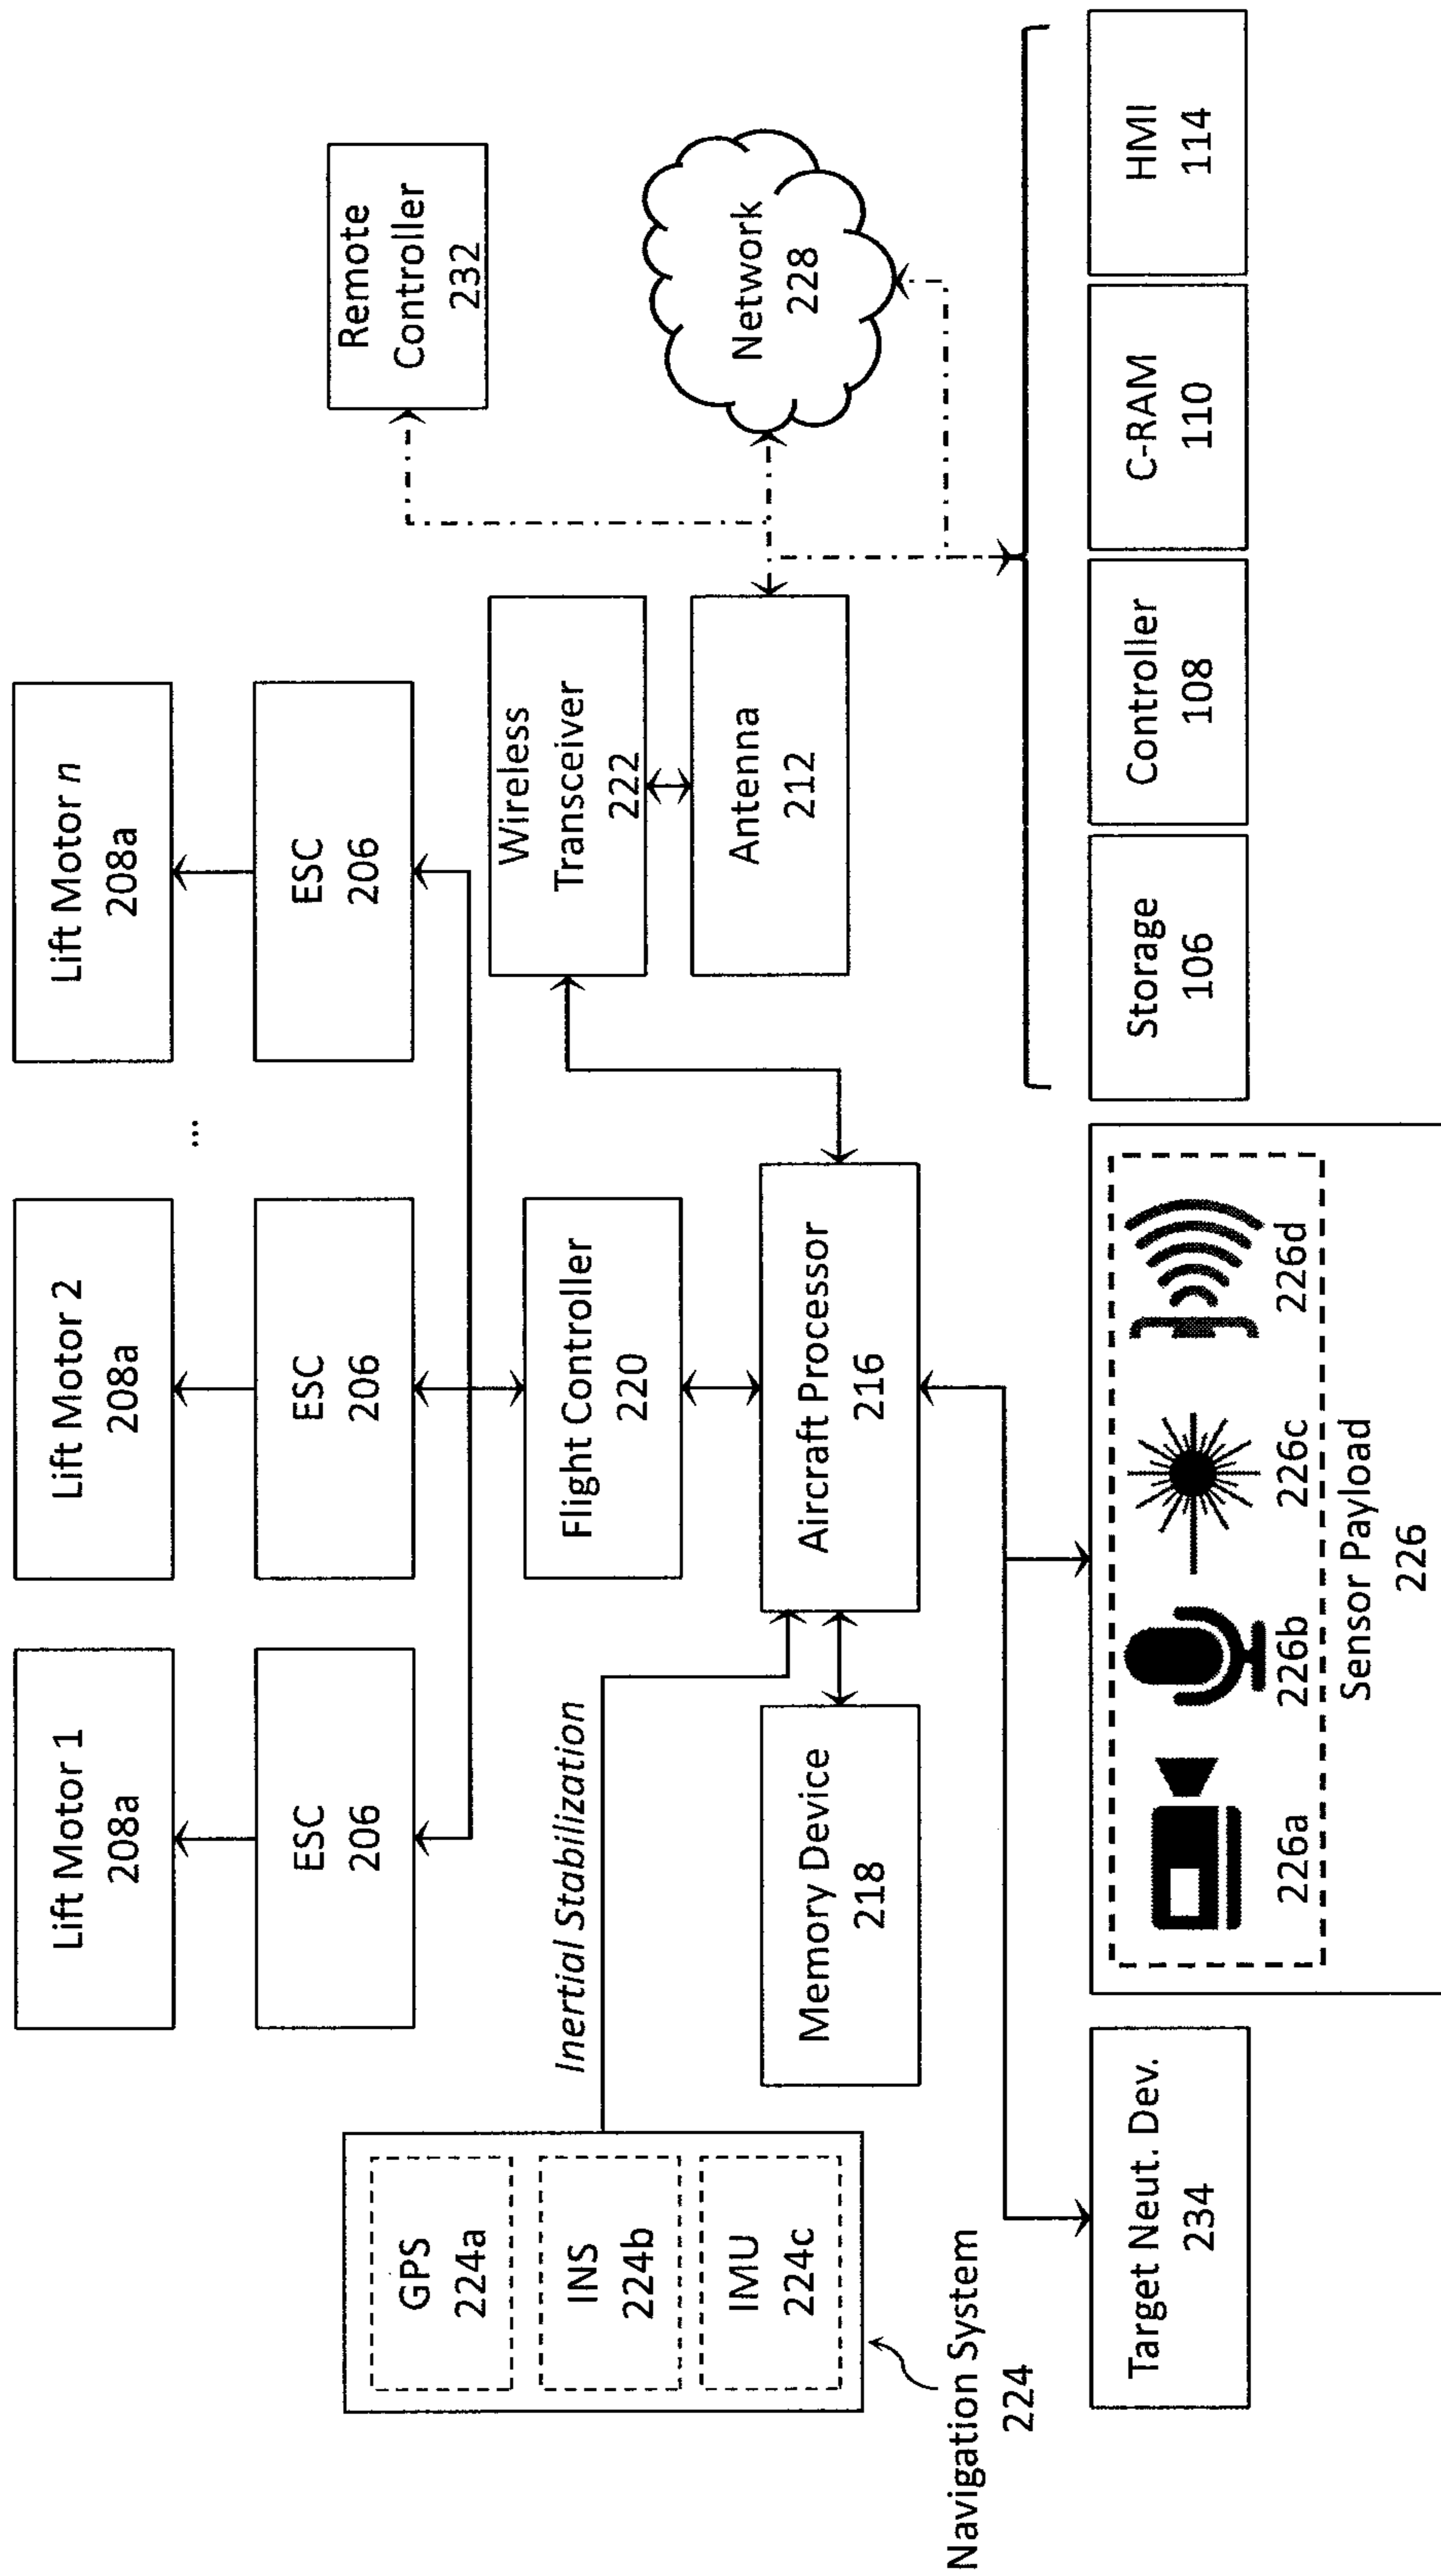 Lift Motor 1
208a
Lift Motor 2
208a
...
Lift Motor n
208a
ESC
206
ESC
206
ESC
206
Remote
Controller
232
GPS
224a
INS
224b
IMU
224c
Navigation System
224
Inertial Stabilization
Flight Controller
220
Wireless
Transceiver
222
Network
228
Memory Device
218
Aircraft Processor
216
Antenna
212
Target Neut. Dev.
234
226a
226b
226c
226d
Sensor Payload
226
Storage
106
Controller
108
C-RAM
110
HMI
114